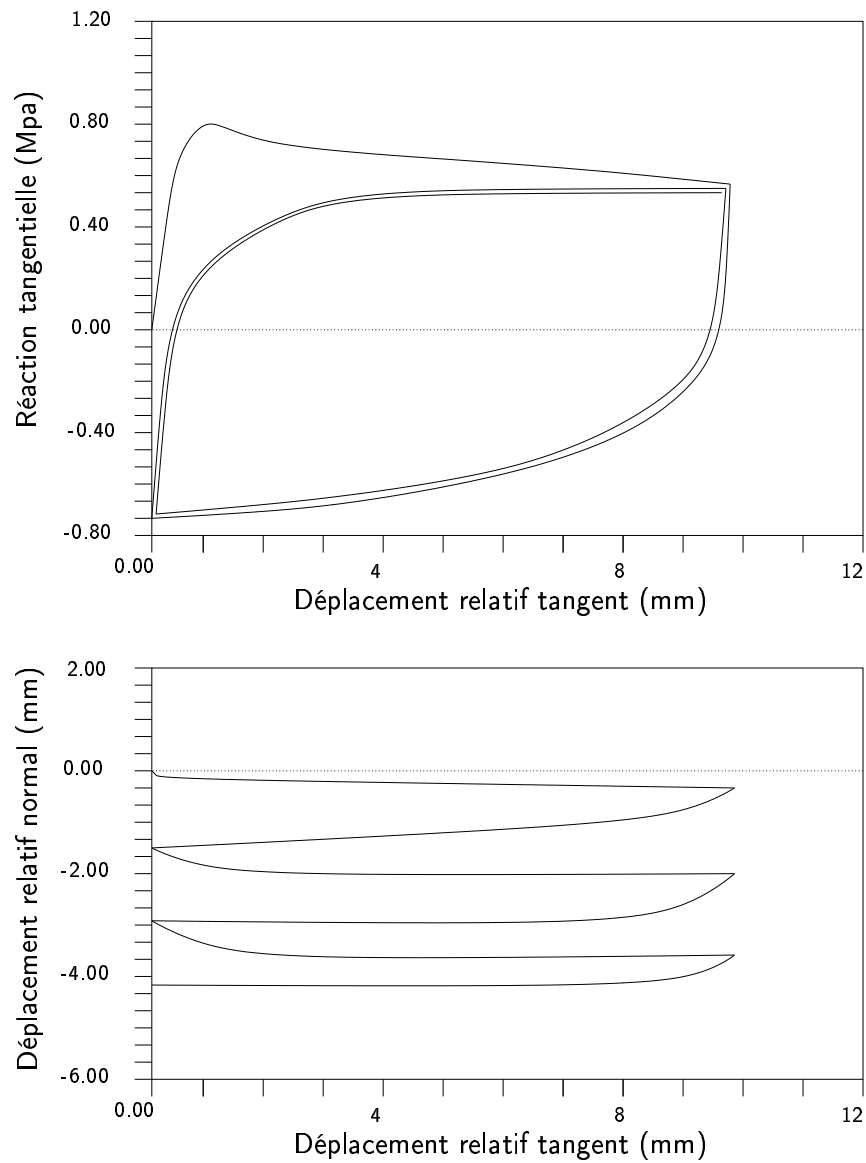 1.20
0.80
0.40
0.00
-0.40
-0.80
Réaction tangentielle (Mpa)
0.00 4 8 12
Déplacement relatif tangent (mm)
2.00
0.00
-2.00
-4.00
-6.00
Déplacement relatif normal (mm)
0.00 4 8 12
Déplacement relatif tangent (mm)